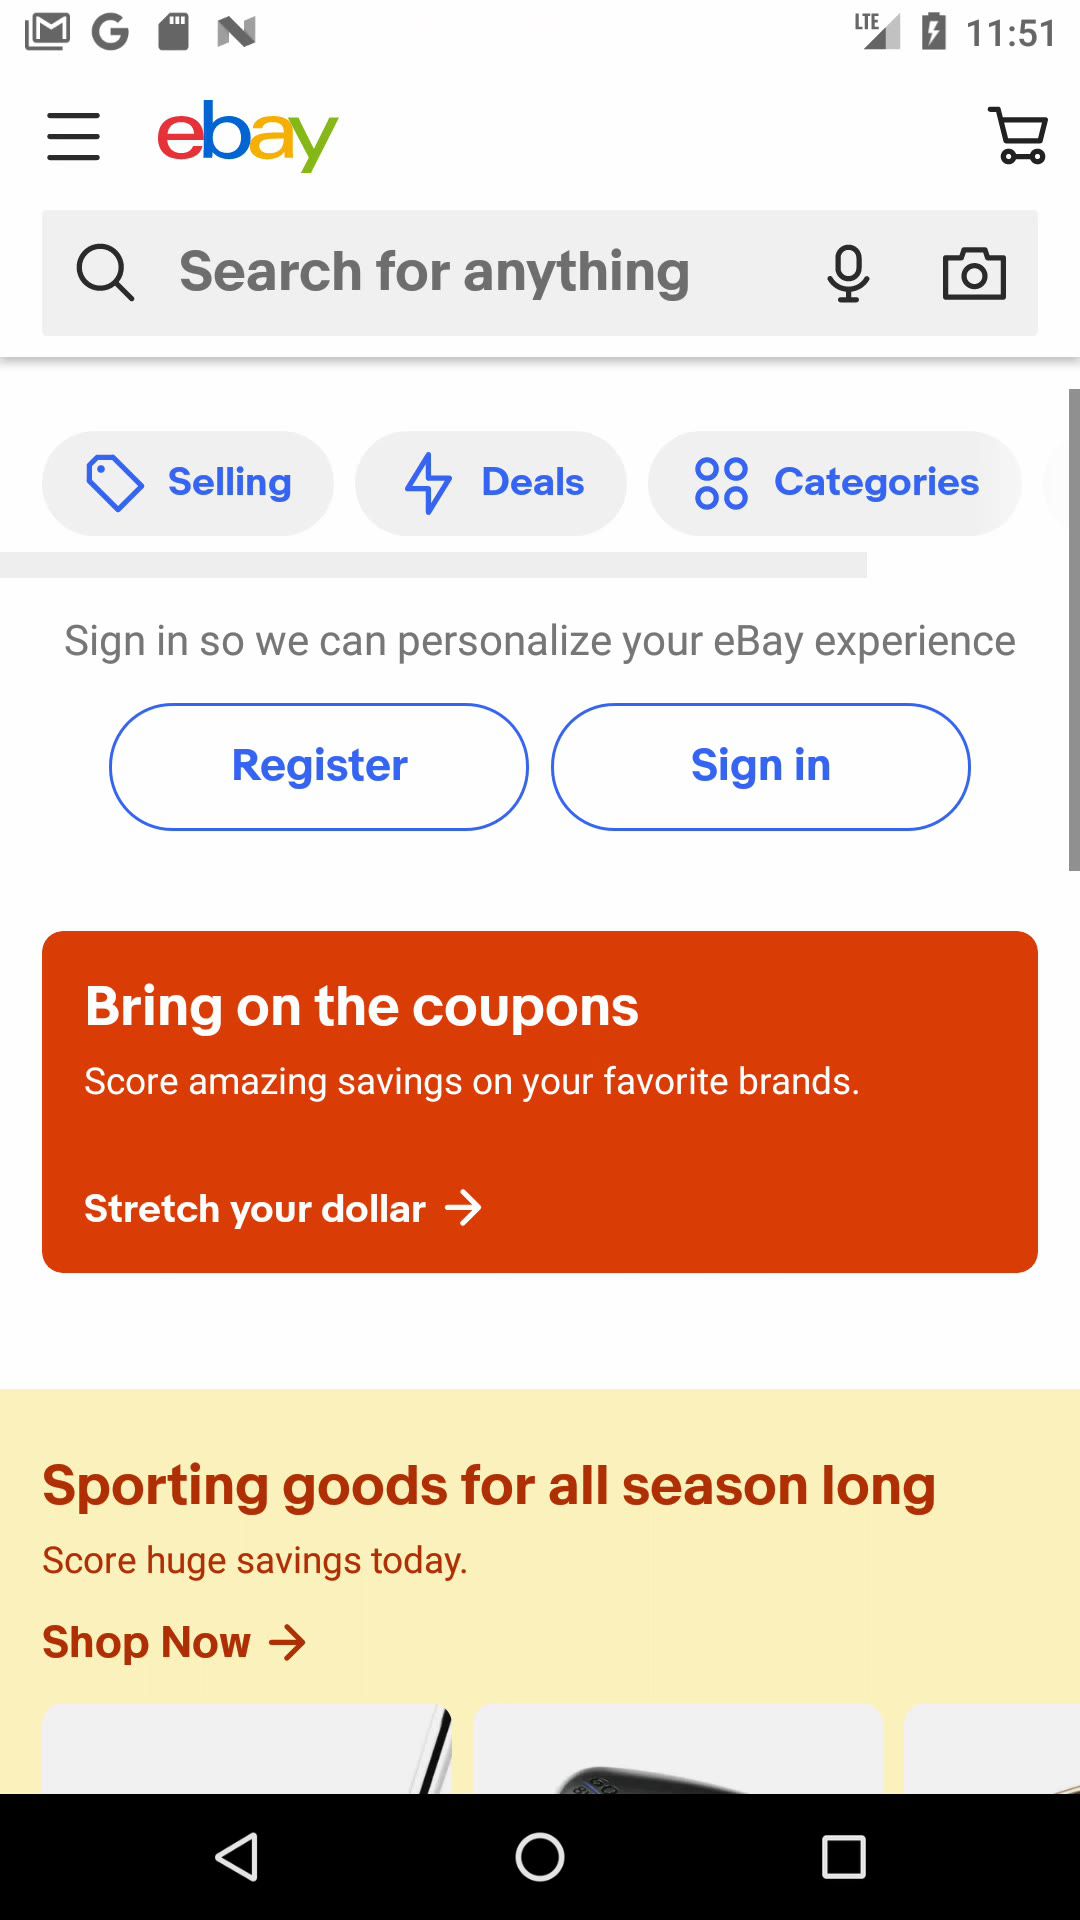 LTE 11:51
ebay
Search for anything
Selling
Deals
Categories
Sign in so we can personalize your eBay experience
Register
Sign in
Bring on the coupons
Score amazing savings on your favorite brands.
Stretch your dollar
Sporting goods for all season long
Score huge savings today.
Shop Now